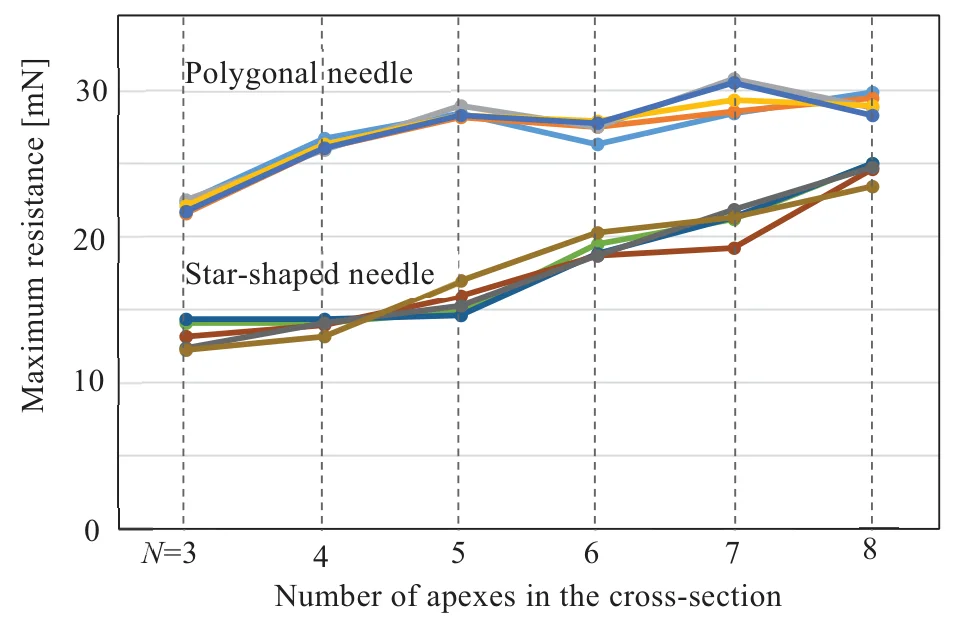 Maximum resistance [mN]
30
20
10
0
Polygonal needle
Star-shaped needle
N=3
4
5
6
7
8
Number of apexes in the cross-section